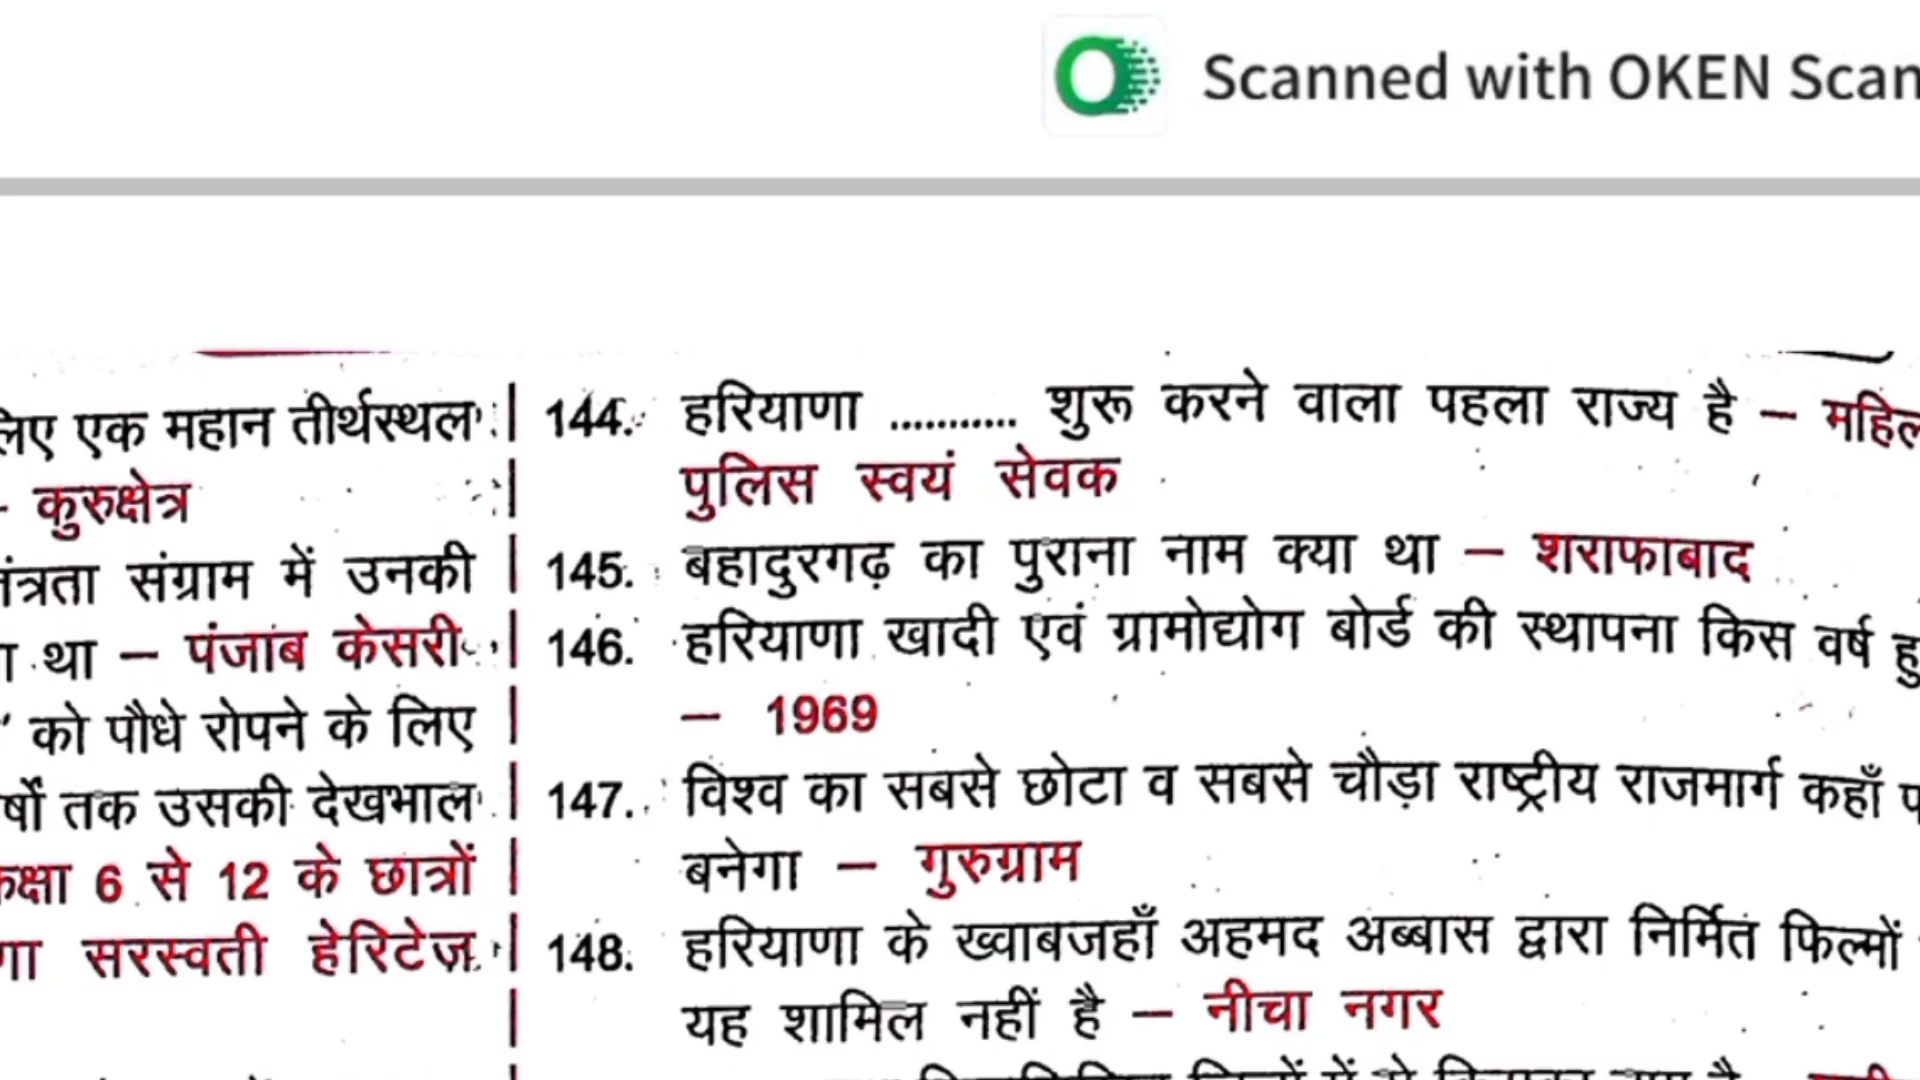 Scanned with OKEN Scan
एक महान तीर्थस्थल
– कुरुक्षेत्र
संग्राम में उनकी
था – पंजाब केसरी
को पौधे रोपने के लिए
तक उसकी देखभाल
6 से 12 के छात्रों
सरस्वती हेरिटेज
144. हरियाणा ........... शुरू करने वाला पहला राज्य है –
पुलिस स्वयं सेवक
145. बहादुरगढ़ का पुराना नाम क्या था – शराफाबाद
146. हरियाणा खादी एवं ग्रामोद्योग बोर्ड की स्थापना किस वर्ष
– 1969
147. विश्व का सबसे छोटा व सबसे चौड़ा राष्ट्रीय राजमार्ग कहाँ
बनेगा – गुरुग्राम
148. हरियाणा के ख्वाबजहाँ अहमद अब्बास द्वारा निर्मित फिल्मों
यह शामिल नहीं है – नीचा नगर